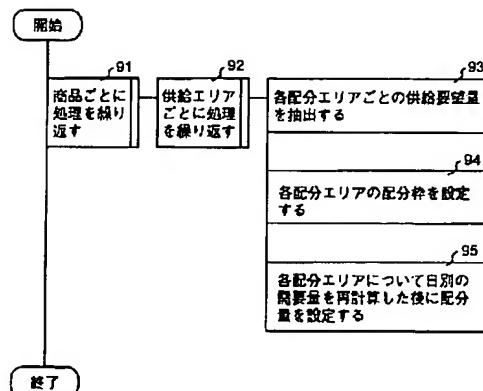 開始
91
商品ごとに
処理を繰り
返す
92
供給エリア
ごとに処理
を繰り返す
93
各配分エリアごとの供給要望量
を抽出する
94
各配分エリアの配分枠を設定
する
95
各配分エリアについて日別の
需要量を再計算した後に配分
量を設定する
終了